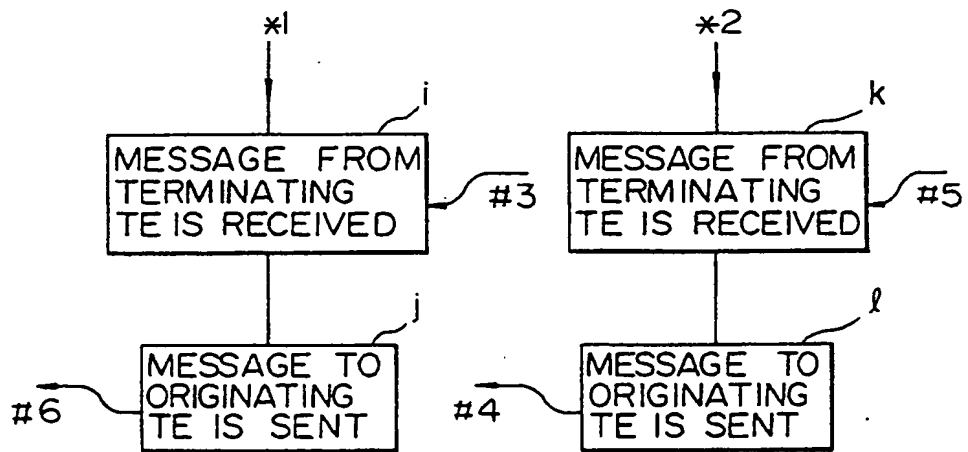 *1
*2
i
k
MESSAGE FROM
TERMINATING
TE IS RECEIVED
#3
MESSAGE FROM
TERMINATING
TE IS RECEIVED
#5
j
ℓ
MESSAGE TO
ORIGINATING
TE IS SENT
#6
MESSAGE TO
ORIGINATING
TE IS SENT
#4